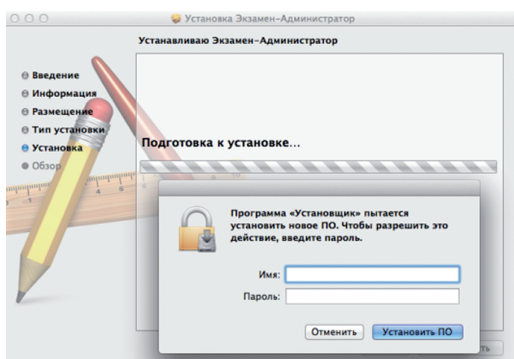 Установка Экзамен-Администратор
Устанавливаю Экзамен-Администратор
Введение
Информация
Размещение
Тип установки
Установка
Обзор
Подготовка к установке...
Программа «Установщик» пытается
установить новое ПО. Чтобы разрешить это
действие, введите пароль.
Имя:
Пароль:
Отменить
Установить ПО